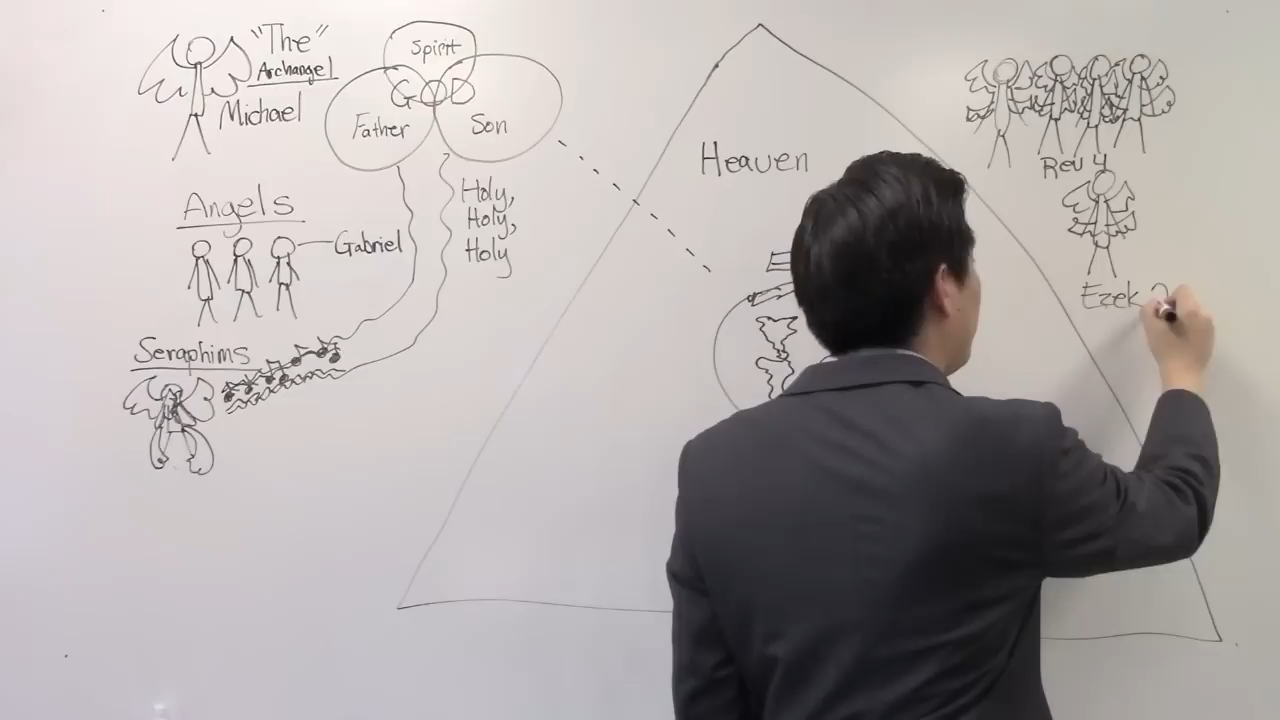 "The"
Archangel
Michael
Spirit
GOD
Father
Son
Holy,
Holy,
Holy
Angels
Gabriel
Seraphims
Heaven
Rev 4
Ezek